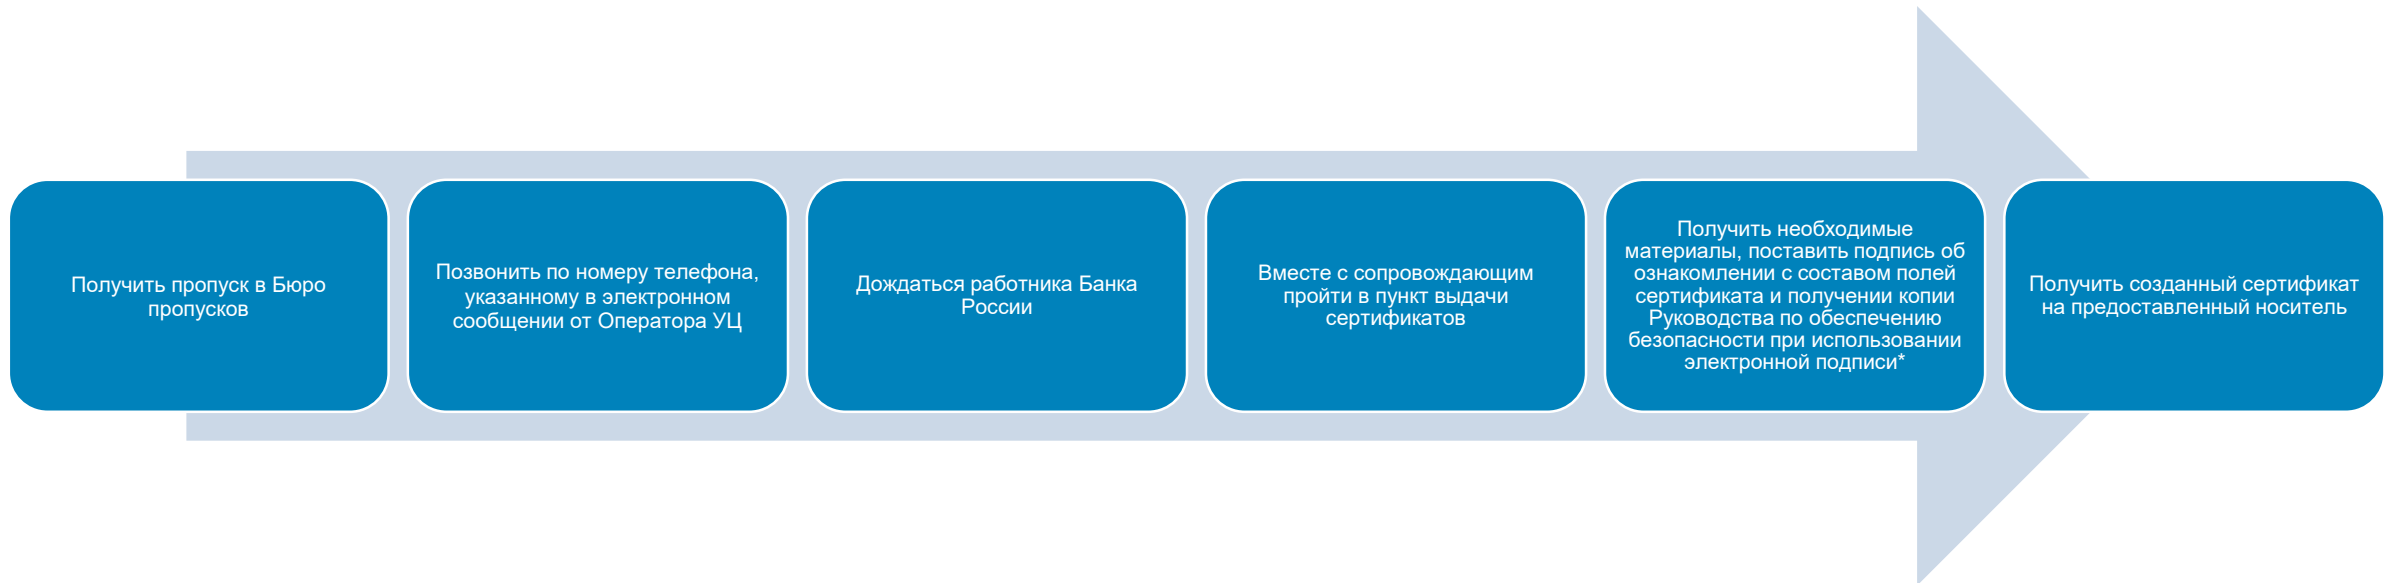 Получить пропуск в Бюро
пропусков
Позвонить по номеру телефона,
указанному в электронном
сообщении от Оператора УЦ
Дождаться работника Банка
России
Вместе с сопровождающим
пройти в пункт выдачи
сертификатов
Получить необходимые
материалы, поставить подпись об
ознакомлении с составом полей
сертификата и получении копии
Руководства по обеспечению
безопасности при использовании
электронной подписи*
Получить созданный сертификат
на предоставленный носитель